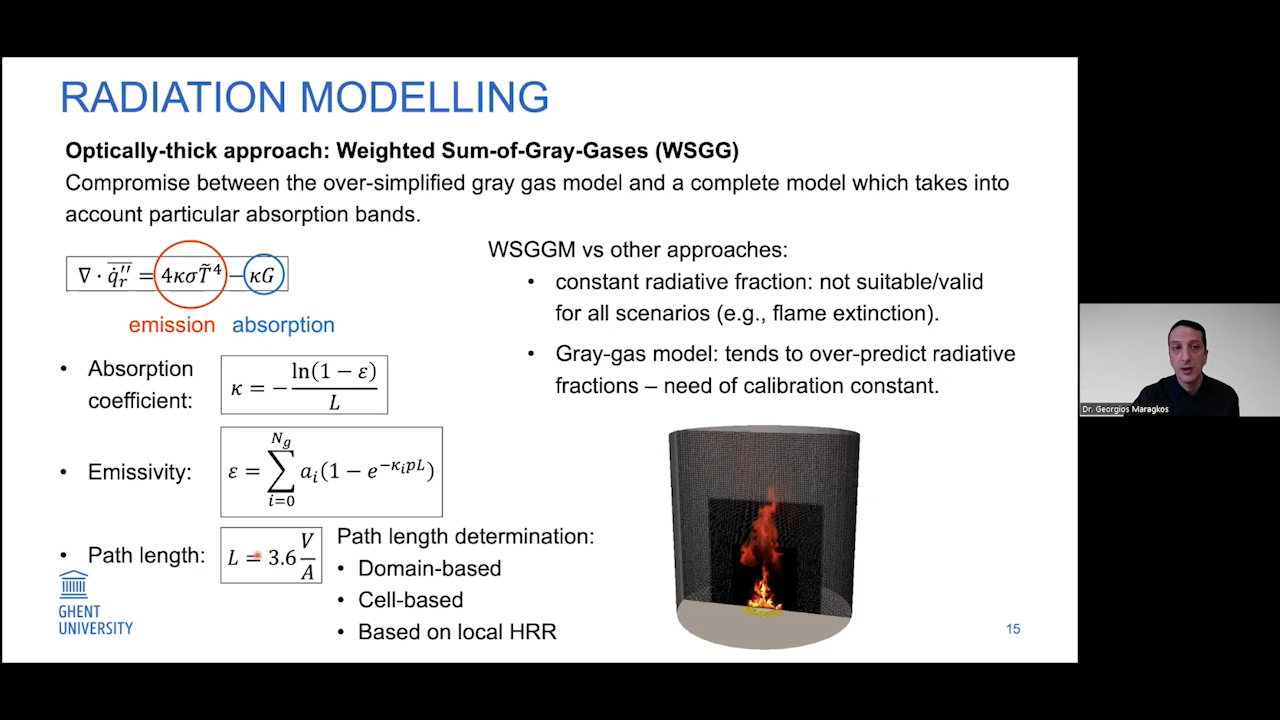 RADIATION MODELLING
Optically-thick approach: Weighted Sum-of-Gray-Gases (WSGG)
Compromise between the over-simplified gray gas model and a complete model which takes into
account particular absorption bands.
∇ · q̇r′′ = 4κσT̃⁴ − κG
emission absorption
• Absorption
coefficient:
κ = − ln(1 − ε) / L
• Emissivity:
ε = ∑_{i=0}^{N_g} a_i(1 − e^{−κ_i pL})
• Path length:
L = 3.6 V/A
Path length determination:
• Domain-based
• Cell-based
• Based on local HRR
WSGGM vs other approaches:
• constant radiative fraction: not suitable/valid
for all scenarios (e.g., flame extinction).
• Gray-gas model: tends to over-predict radiative
fractions – need of calibration constant.
GHENT
UNIVERSITY
15
Dr. Georgios Maragkos